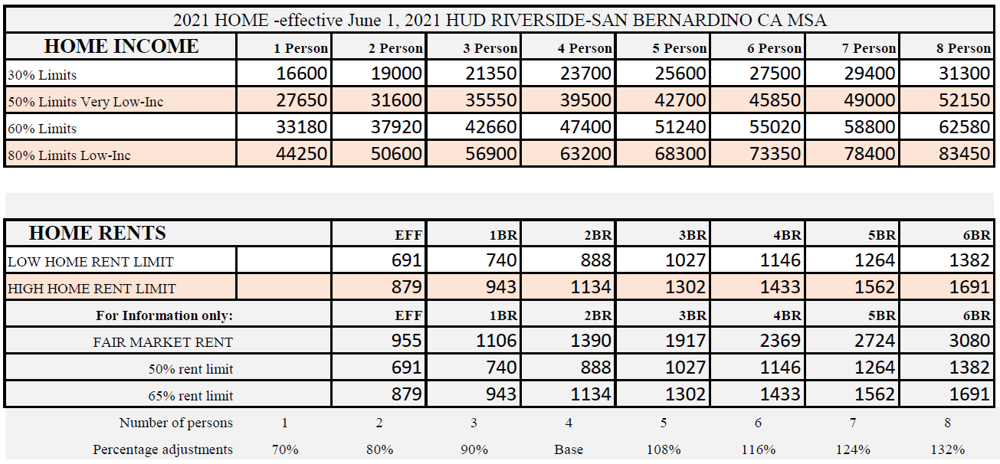 2021 HOME -effective June 1, 2021 HUD RIVERSIDE-SAN BERNARDINO CA MSA
HOME INCOME 1 Person 2 Person 3 Person 4 Person 5 Person 6 Person 7 Person 8 Person
30% Limits 16600 19000 21350 23700 25600 27500 29400 31300
50% Limits Very Low-Inc 27650 31600 35550 39500 42700 45850 49000 52150
60% Limits 33180 37920 42660 47400 51240 55020 58800 62580
80% Limits Low-Inc 44250 50600 56900 63200 68300 73350 78400 83450
HOME RENTS EFF 1BR 2BR 3BR 4BR 5BR 6BR
LOW HOME RENT LIMIT 691 740 888 1027 1146 1264 1382
HIGH HOME RENT LIMIT 879 943 1134 1302 1433 1562 1691
For Information only: EFF 1BR 2BR 3BR 4BR 5BR 6BR
FAIR MARKET RENT 955 1106 1390 1917 2369 2724 3080
50% rent limit 691 740 888 1027 1146 1264 1382
65% rent limit 879 943 1134 1302 1433 1562 1691
Number of persons 1 2 3 4 5 6 7 8
Percentage adjustments 70% 80% 90% Base 108% 116% 124% 132%